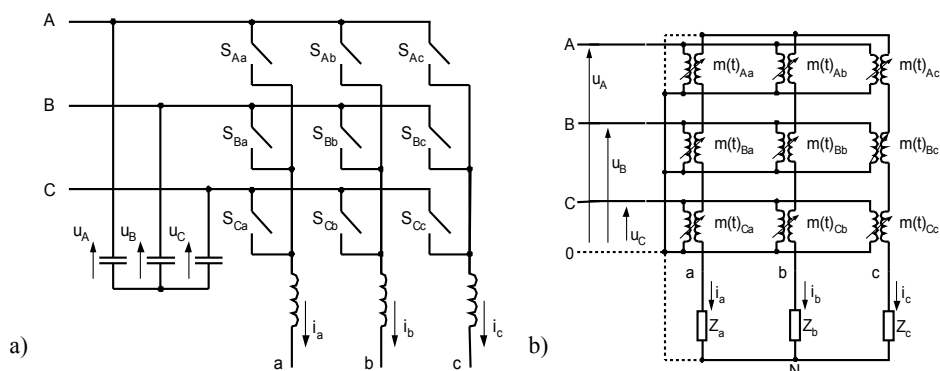 A
S_Aa S_Ab S_Ac
B
S_Ba S_Bb S_Bc
C
S_Ca S_Cb S_Cc
u_A u_B u_C
i_a i_b i_c
a b c
a)
A
m(t)_Aa m(t)_Ab m(t)_Ac
u_A
B
m(t)_Ba m(t)_Bb m(t)_Bc
u_B
C
m(t)_Ca m(t)_Cb m(t)_Cc
u_C
0
a b c
i_a i_b i_c
Z_a Z_b Z_c
N
b)